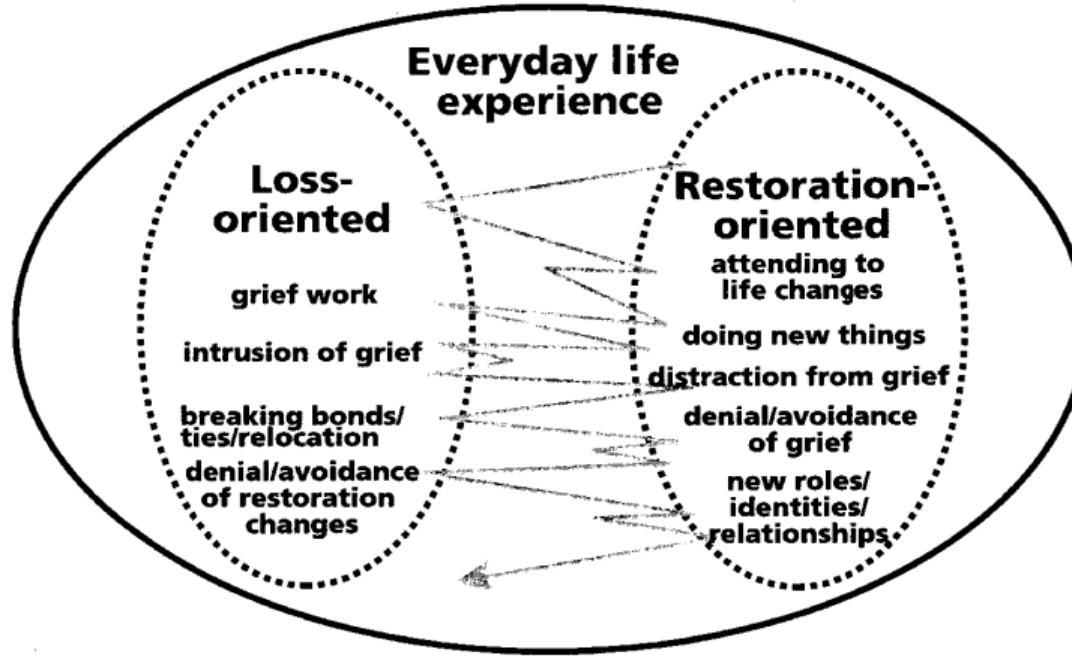 Everyday life
experience
Loss-
oriented
grief work
intrusion of grief
breaking bonds/
ties/relocation
denial/avoidance
of restoration
changes
Restoration-
oriented
attending to
life changes
doing new things
distraction from grief
denial/avoidance
of grief
new roles/
identities/
relationships